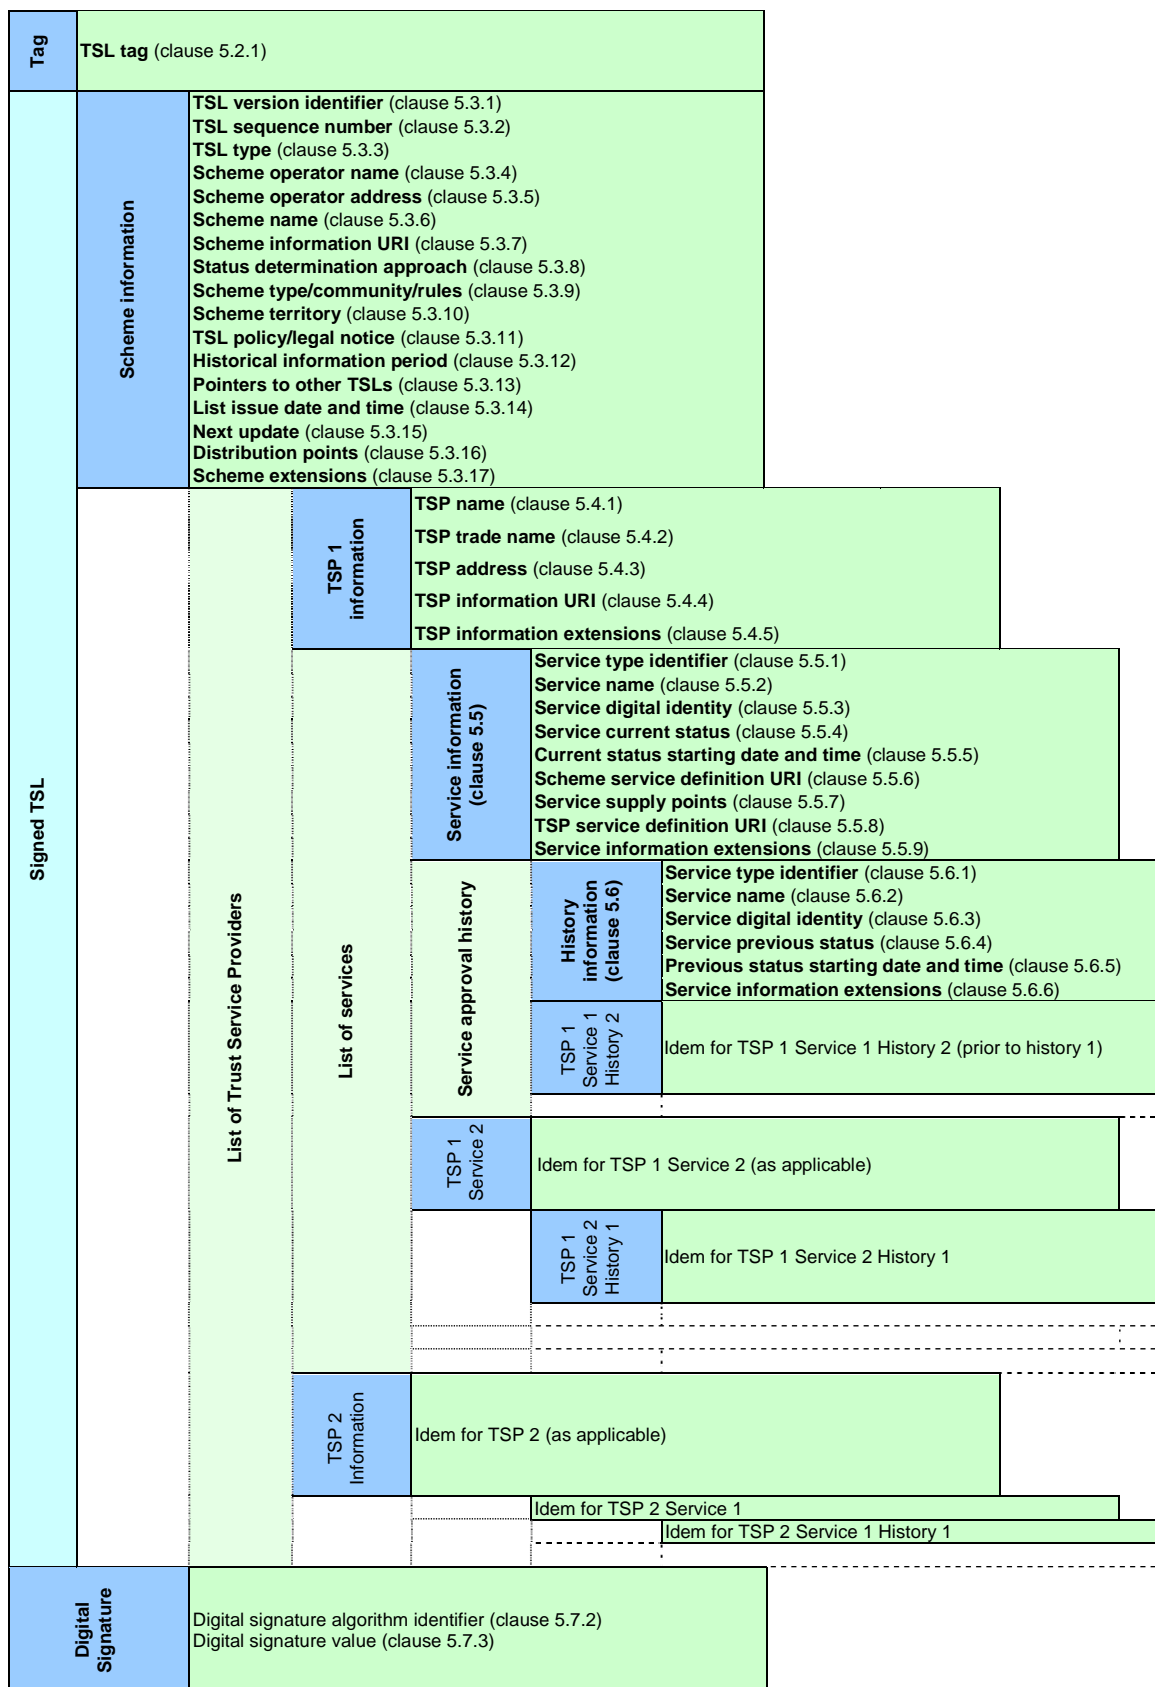 Tag
TSL tag (clause 5.2.1)
Signed TSL
Scheme information
TSL version identifier (clause 5.3.1)
TSL sequence number (clause 5.3.2)
TSL type (clause 5.3.3)
Scheme operator name (clause 5.3.4)
Scheme operator address (clause 5.3.5)
Scheme name (clause 5.3.6)
Scheme information URI (clause 5.3.7)
Status determination approach (clause 5.3.8)
Scheme type/community/rules (clause 5.3.9)
Scheme territory (clause 5.3.10)
TSL policy/legal notice (clause 5.3.11)
Historical information period (clause 5.3.12)
Pointers to other TSLs (clause 5.3.13)
List issue date and time (clause 5.3.14)
Next update (clause 5.3.15)
Distribution points (clause 5.3.16)
Scheme extensions (clause 5.3.17)
List of Trust Service Providers
TSP 1
information
TSP name (clause 5.4.1)
TSP trade name (clause 5.4.2)
TSP address (clause 5.4.3)
TSP information URI (clause 5.4.4)
TSP information extensions (clause 5.4.5)
List of services
Service information
(clause 5.5)
Service type identifier (clause 5.5.1)
Service name (clause 5.5.2)
Service digital identity (clause 5.5.3)
Service current status (clause 5.5.4)
Current status starting date and time (clause 5.5.5)
Scheme service definition URI (clause 5.5.6)
Service supply points (clause 5.5.7)
TSP service definition URI (clause 5.5.8)
Service information extensions (clause 5.5.9)
Service approval history
History
information
(clause 5.6)
Service type identifier (clause 5.6.1)
Service name (clause 5.6.2)
Service digital identity (clause 5.6.3)
Service previous status (clause 5.6.4)
Previous status starting date and time (clause 5.6.5)
Service information extensions (clause 5.6.6)
TSP 1
Service 1
History 2
Idem for TSP 1 Service 1 History 2 (prior to history 1)
TSP 1
Service 2
Idem for TSP 1 Service 2 (as applicable)
TSP 1
Service 2
History 1
Idem for TSP 1 Service 2 History 1
TSP 2
Information
Idem for TSP 2 (as applicable)
Idem for TSP 2 Service 1
Idem for TSP 2 Service 1 History 1
Digital
Signature
Digital signature algorithm identifier (clause 5.7.2)
Digital signature value (clause 5.7.3)